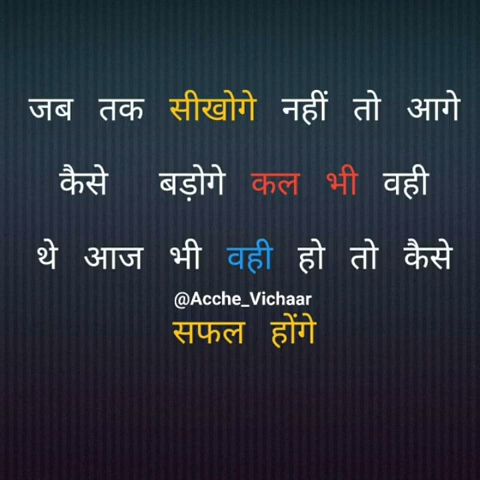 जब तक सीखोगे नहीं तो आगे
कैसे बड़ोगे कल भी वही
थे आज भी वही हो तो कैसे
@Acche_Vichaar
सफल होंगे